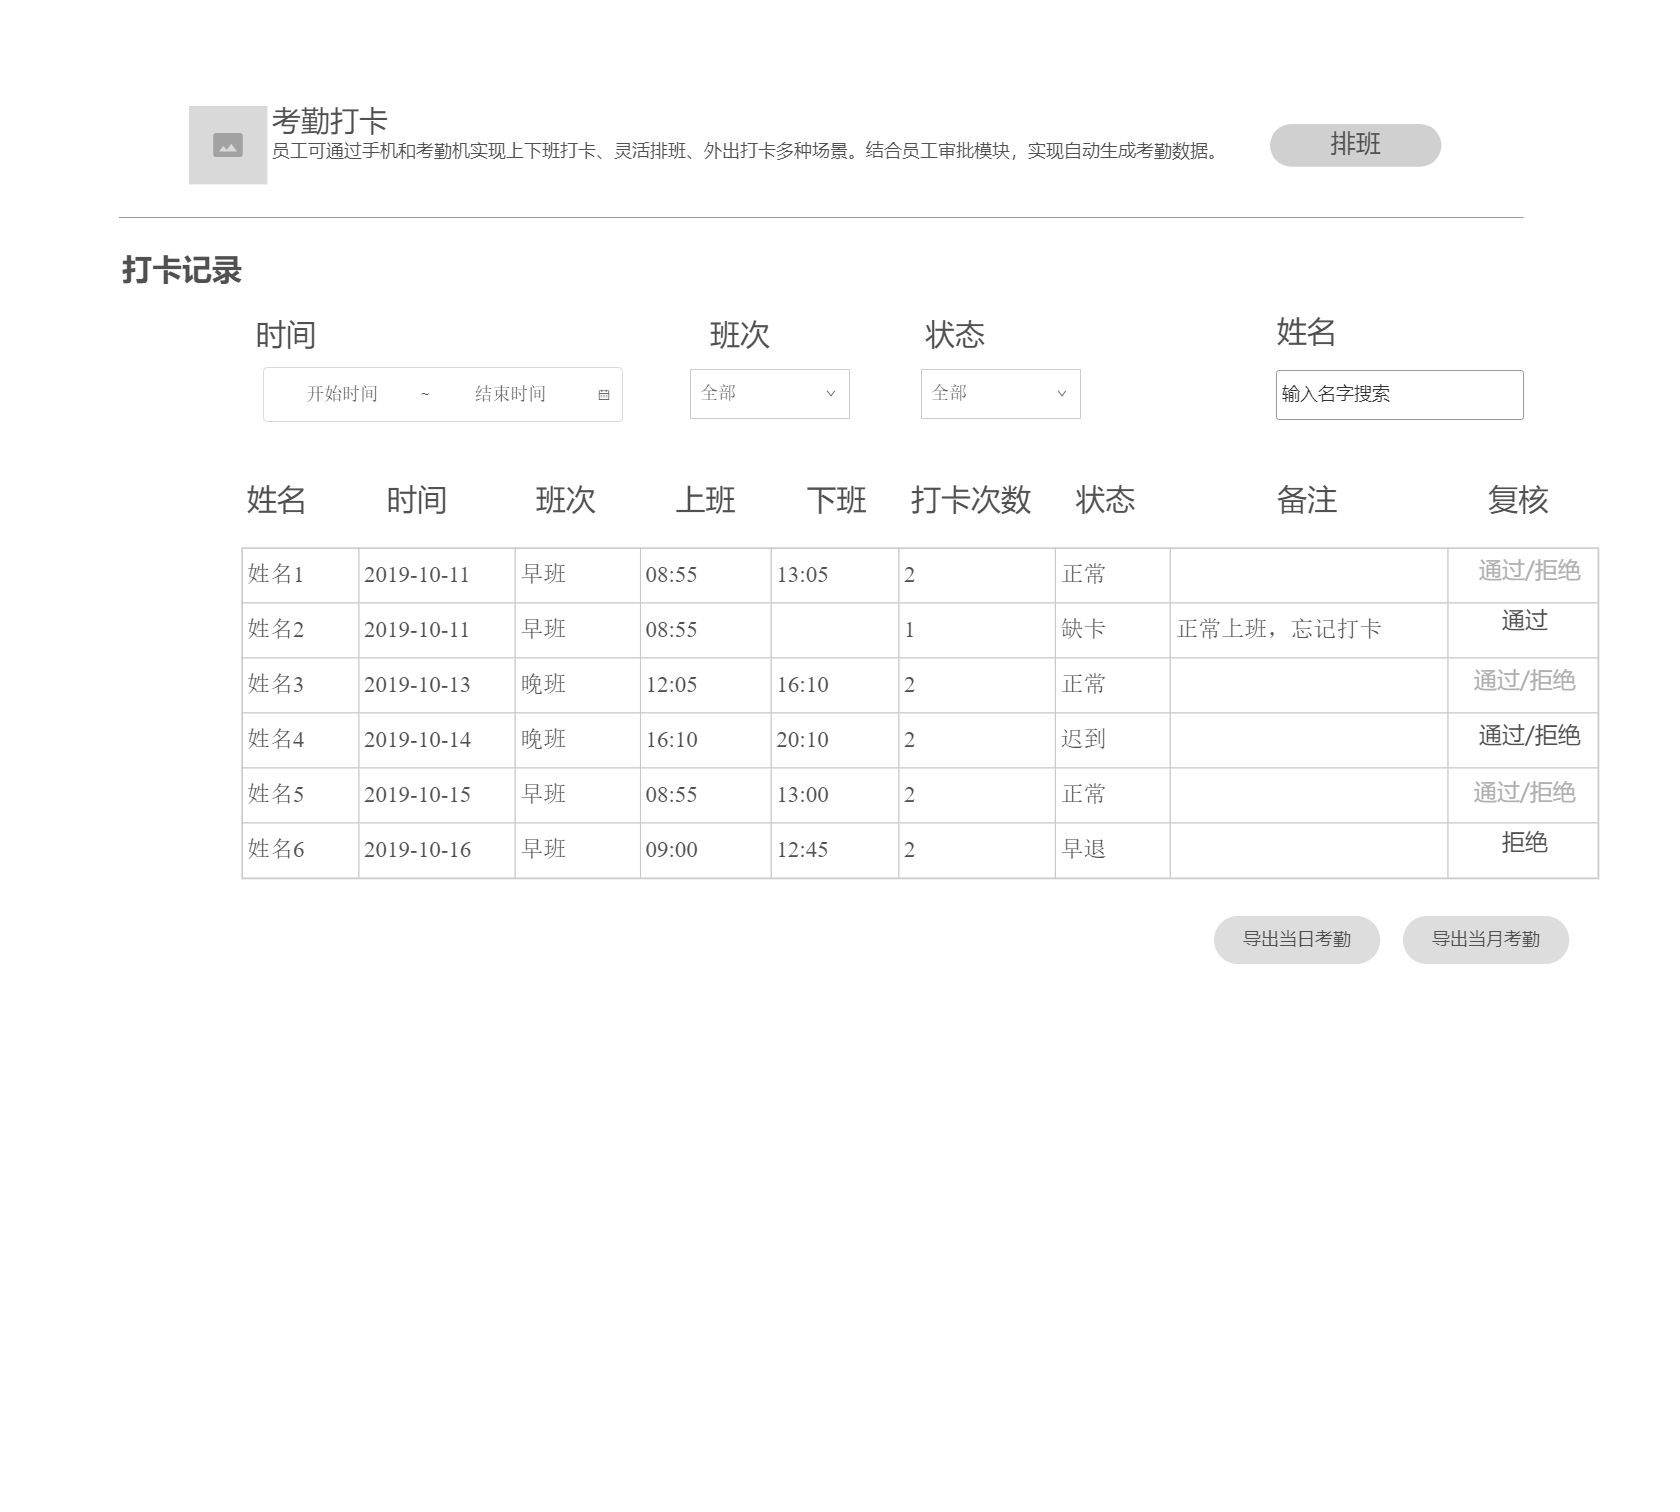 考勤打卡
员工可通过手机和考勤机实现上下班打卡、灵活排班、外出打卡多种场景。结合员工审批模块，实现自动生成考勤数据。
排班
打卡记录
时间 班次 状态 姓名
开始时间 ~ 结束时间 全部 全部 输入名字搜索
姓名 时间 班次 上班 下班 打卡次数 状态 备注 复核
姓名1 2019-10-11 早班 08:55 13:05 2 正常 通过/拒绝
姓名2 2019-10-11 早班 08:55 1 缺卡 正常上班，忘记打卡 通过
姓名3 2019-10-13 晚班 12:05 16:10 2 正常 通过/拒绝
姓名4 2019-10-14 晚班 16:10 20:10 2 迟到 通过/拒绝
姓名5 2019-10-15 早班 08:55 13:00 2 正常 通过/拒绝
姓名6 2019-10-16 早班 09:00 12:45 2 早退 拒绝
导出当日考勤 导出当月考勤